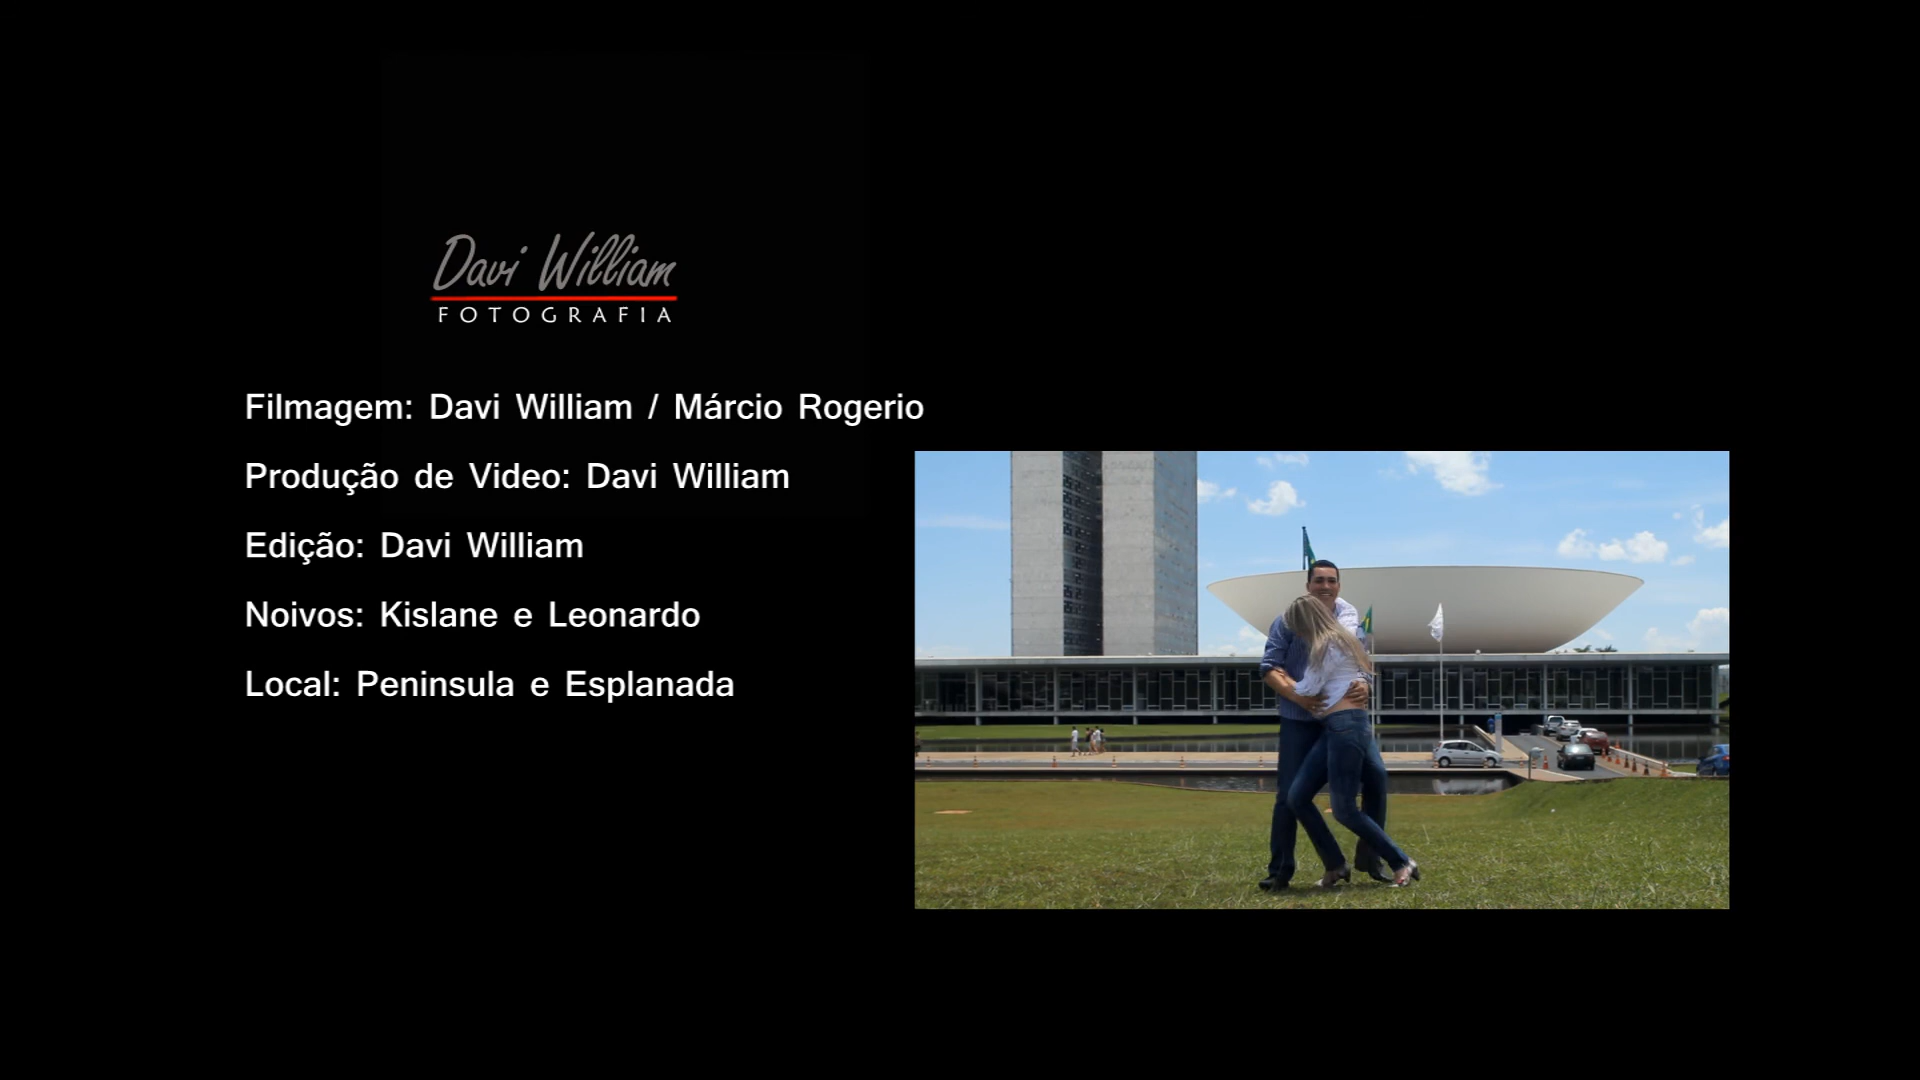 Davi William
FOTOGRAFIA
Filmagem: Davi William / Márcio Rogerio
Produção de Video: Davi William
Edição: Davi William
Noivos: Kislane e Leonardo
Local: Peninsula e Esplanada